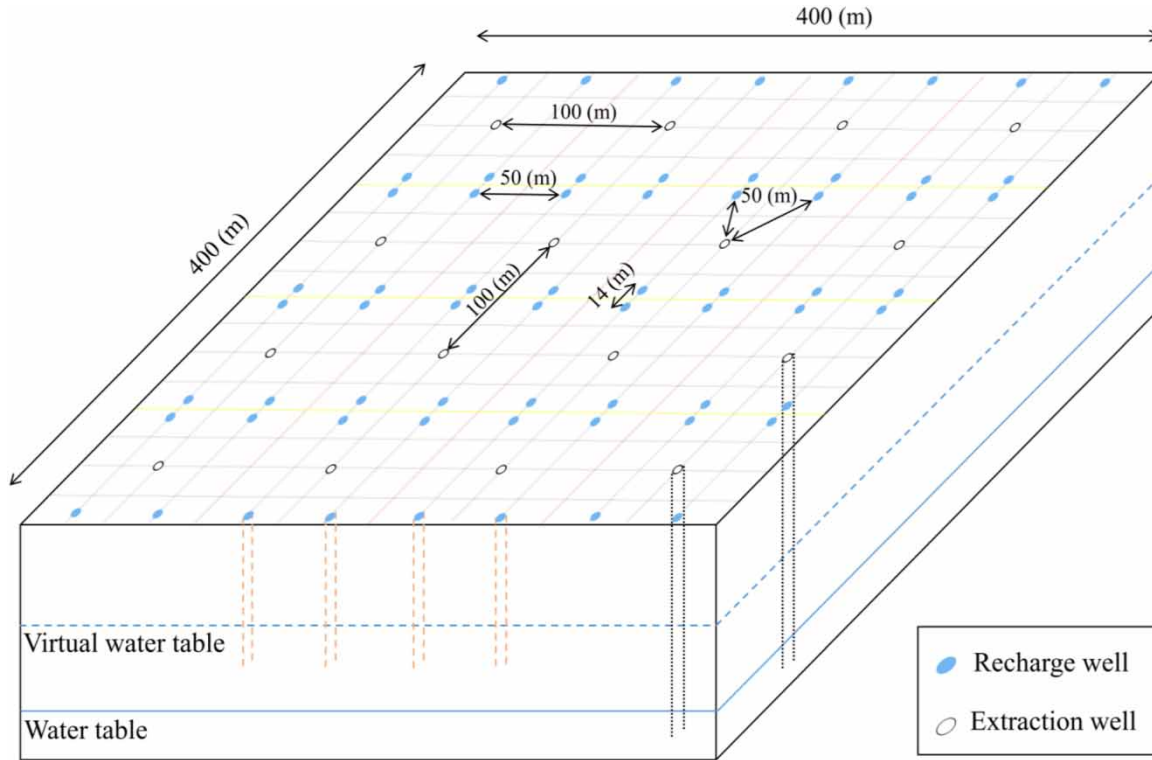 400 (m)
100 (m)
50 (m)
50 (m)
400 (m)
100 (m)
14 (m)
Virtual water table
Water table
Recharge well
Extraction well